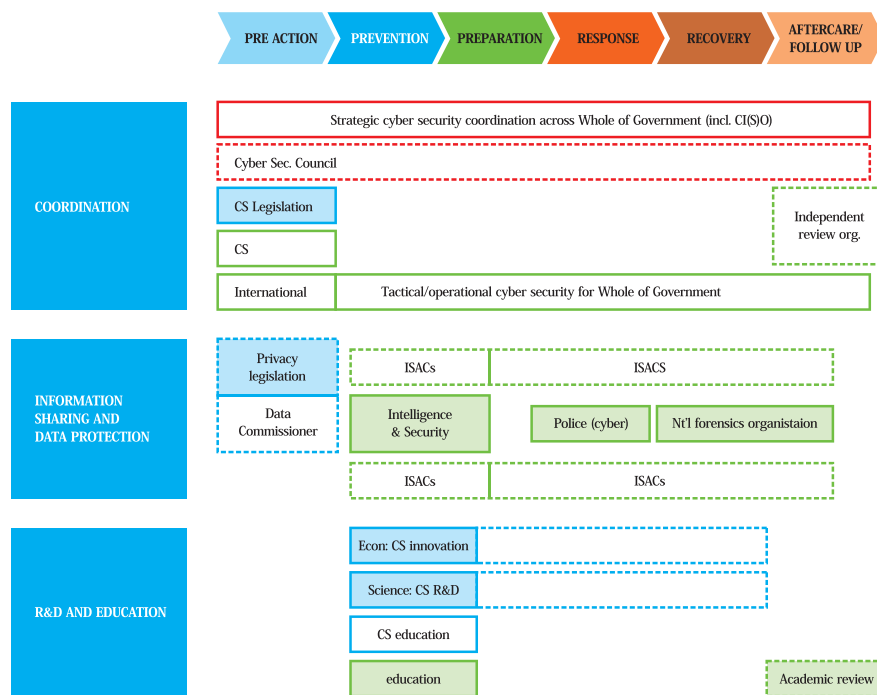 PRE ACTION
PREVENTION
PREPARATION
RESPONSE
RECOVERY
AFTERCARE/
FOLLOW UP
COORDINATION
Strategic cyber security coordination across Whole of Government (incl. CI(S)O)
Cyber Sec. Council
CS Legislation
Independent
review org.
CS
International
Tactical/operational cyber security for Whole of Government
INFORMATION
SHARING AND
DATA PROTECTION
Privacy
legislation
ISACs
ISACS
Data
Commissioner
Intelligence
& Security
Police (cyber)
Nt'l forensics organistaion
ISACs
ISACs
R&D AND EDUCATION
Econ: CS innovation
Science: CS R&D
CS education
education
Academic review